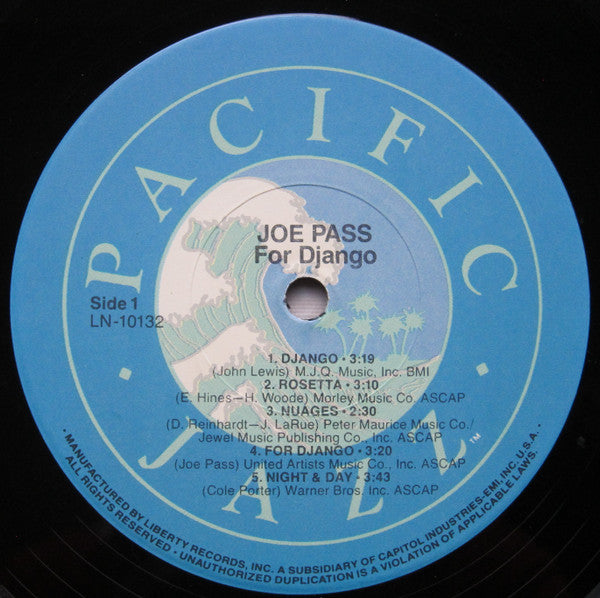 PACIFIC
JAZZ
TM
JOE PASS
For Django
Side 1
LN-10132
1. DJANGO • 3:19
(John Lewis) M.J.Q. Music, Inc. BMI
2. ROSETTA • 3:10
(E. Hines—H. Woode) Morley Music Co. ASCAP
3. NUAGES • 2:30
(D. Reinhardt—J. LaRue) Peter Maurice Music Co./
Jewel Music Publishing Co., Inc. ASCAP
4. FOR DJANGO • 3:20
(Joe Pass) United Artists Music Co., Inc. ASCAP
5. NIGHT & DAY • 3:43
(Cole Porter) Warner Bros. Inc. ASCAP
• MANUFACTURED BY LIBERTY RECORDS, INC. A SUBSIDIARY OF CAPITOL INDUSTRIES-EMI, INC. U.S.A. •
ALL RIGHTS RESERVED • UNAUTHORIZED DUPLICATION IS A VIOLATION OF APPLICABLE LAWS.